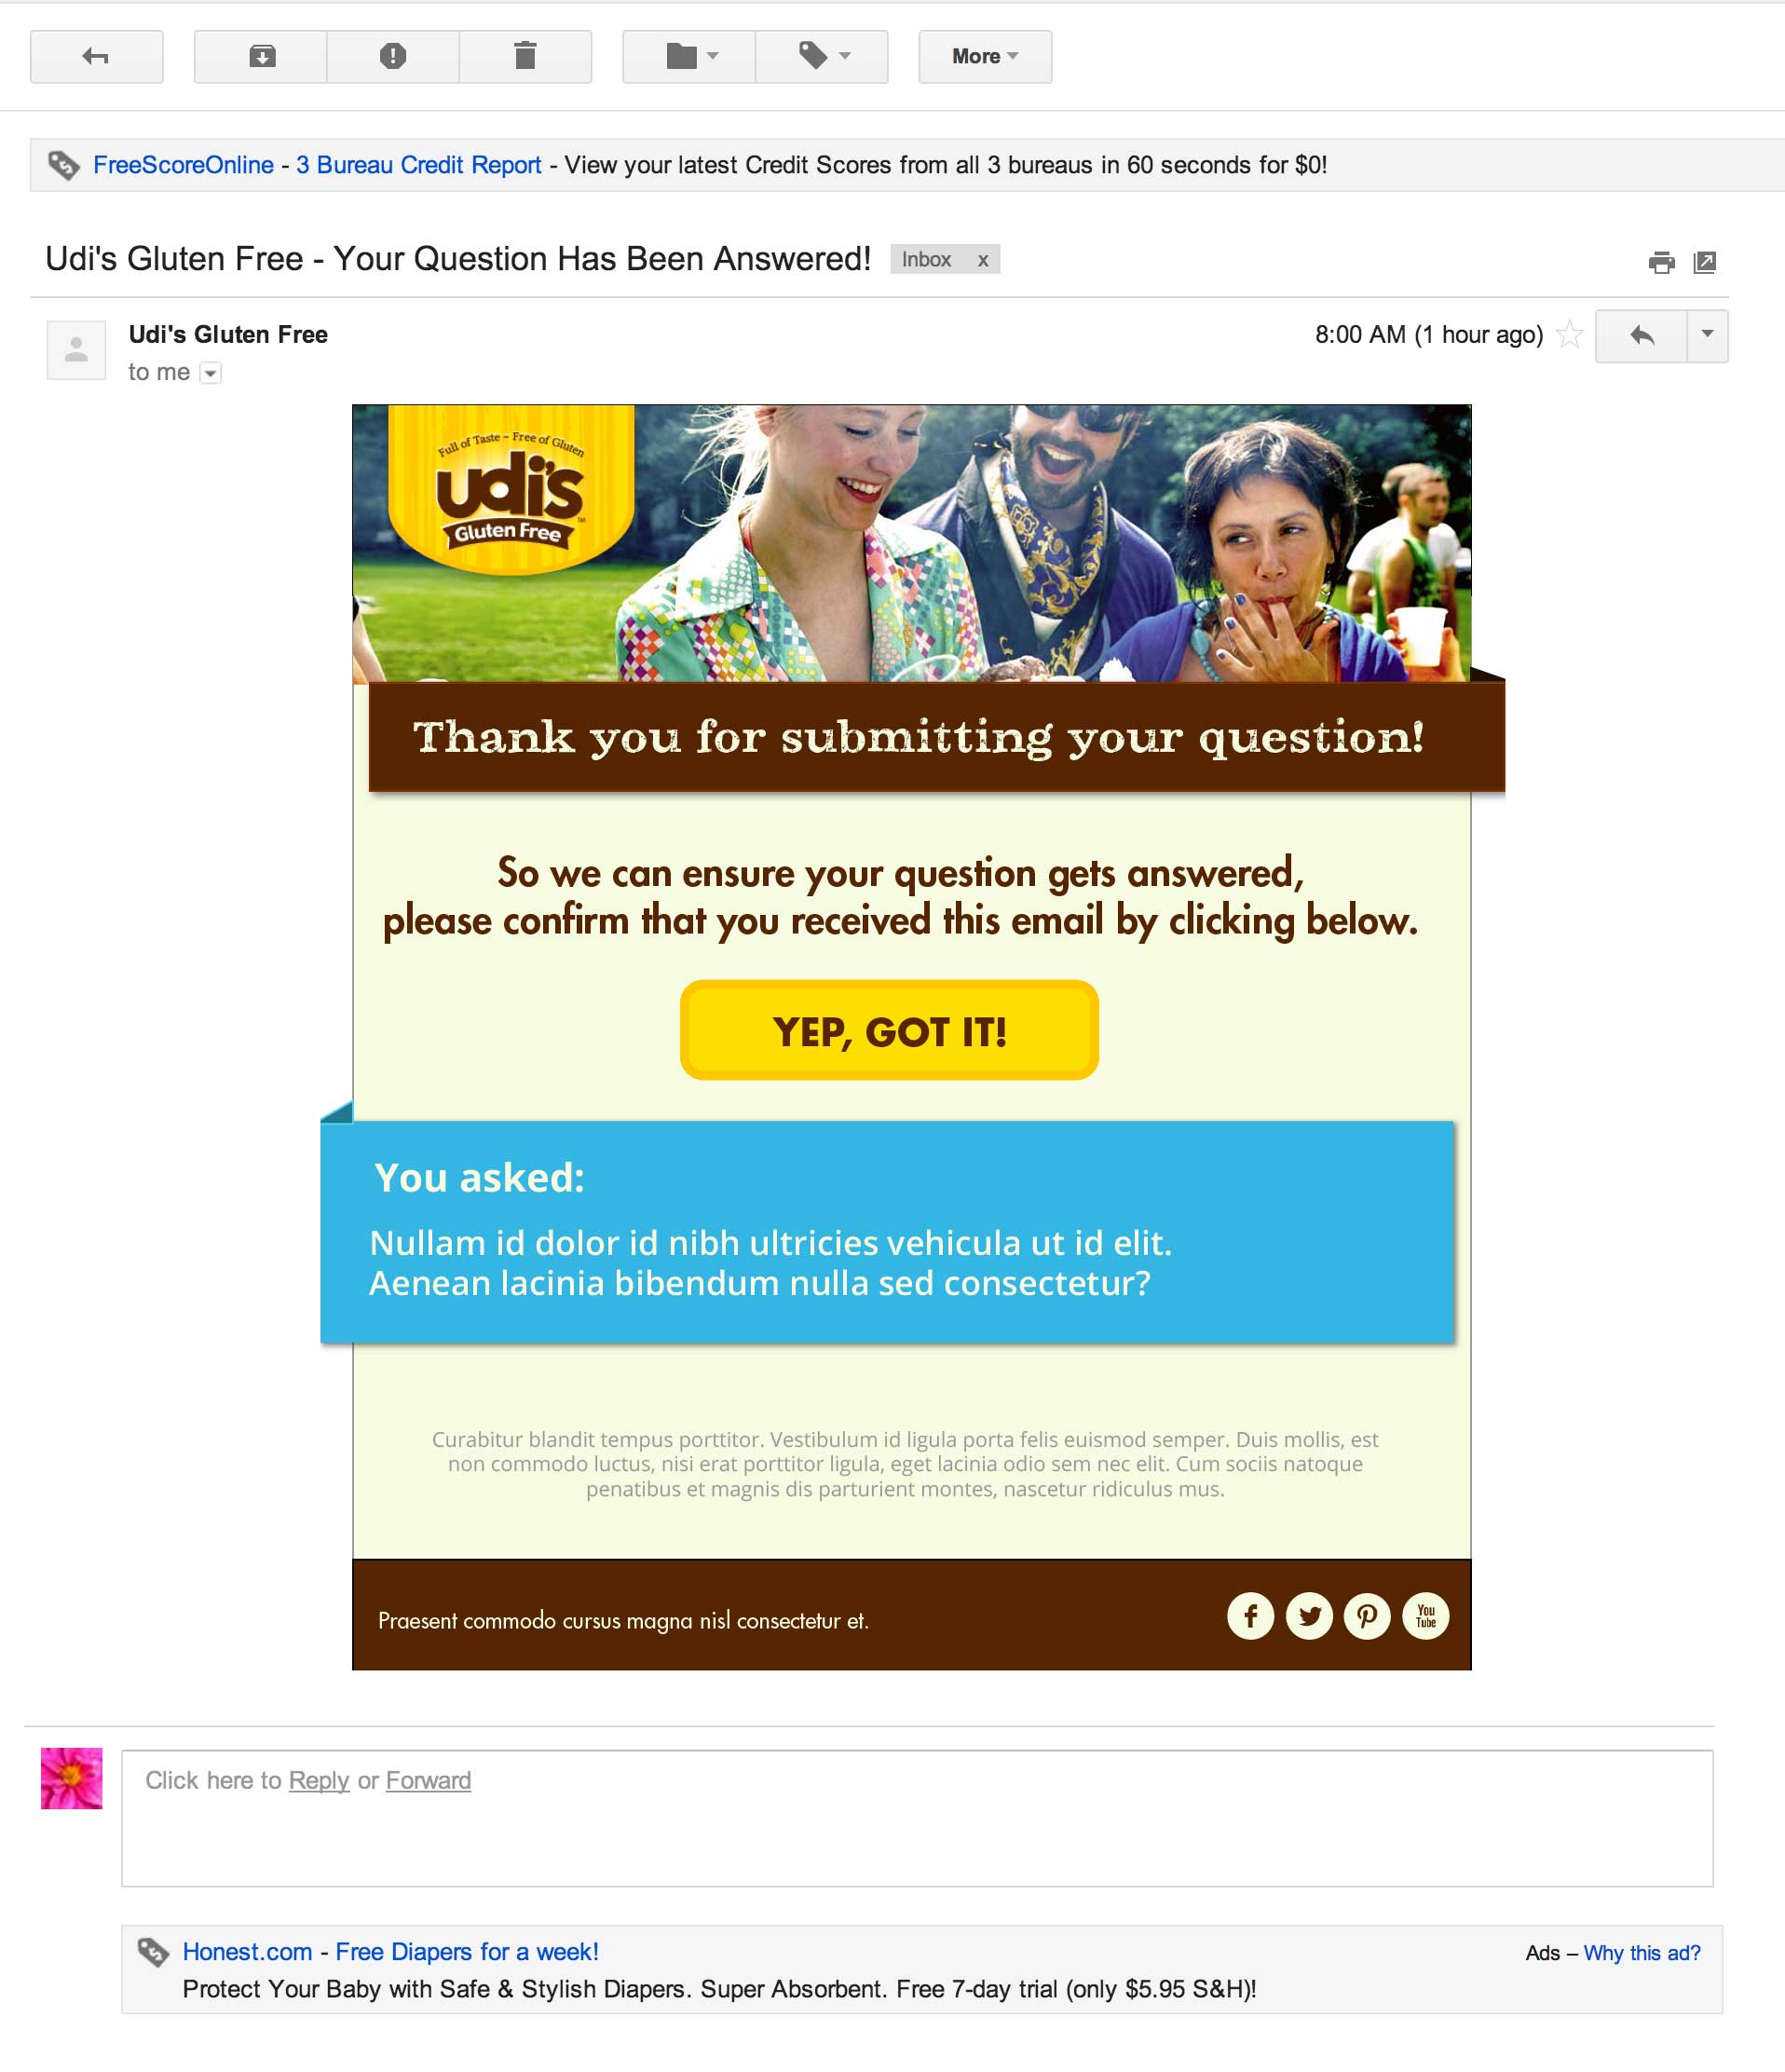 More
FreeScoreOnline - 3 Bureau Credit Report - View your latest Credit Scores from all 3 bureaus in 60 seconds for $0!
Udi's Gluten Free - Your Question Has Been Answered! Inbox x
Udi's Gluten Free
8:00 AM (1 hour ago)
to me
Full of Taste ~ Free of Gluten
udi's™
Gluten Free
Thank you for submitting your question!
So we can ensure your question gets answered,
please confirm that you received this email by clicking below.
YEP, GOT IT!
You asked:
Nullam id dolor id nibh ultricies vehicula ut id elit.
Aenean lacinia bibendum nulla sed consectetur?
Curabitur blandit tempus porttitor. Vestibulum id ligula porta felis euismod semper. Duis mollis, est
non commodo luctus, nisi erat porttitor ligula, eget lacinia odio sem nec elit. Cum sociis natoque
penatibus et magnis dis parturient montes, nascetur ridiculus mus.
Praesent commodo cursus magna nisl consectetur et.
You
Tube
Click here to Reply or Forward
Honest.com - Free Diapers for a week!
Ads – Why this ad?
Protect Your Baby with Safe & Stylish Diapers. Super Absorbent. Free 7-day trial (only $5.95 S&H)!